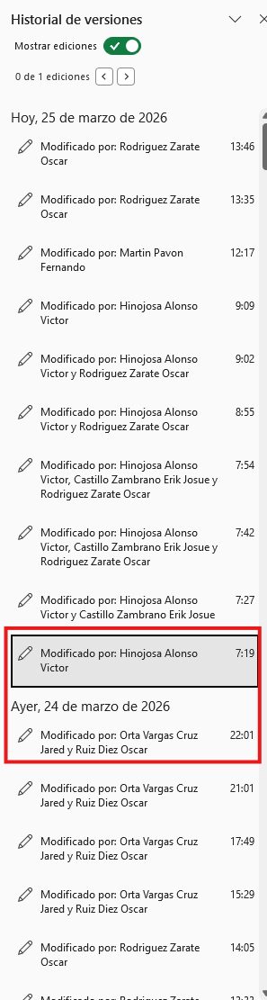 Historial de versiones
Mostrar ediciones
0 de 1 ediciones
Hoy, 25 de marzo de 2026
Modificado por: Rodriguez Zarate 13:46
Oscar
Modificado por: Rodriguez Zarate 13:35
Oscar
Modificado por: Martin Pavon 12:17
Fernando
Modificado por: Hinojosa Alonso 9:09
Victor
Modificado por: Hinojosa Alonso 9:02
Victor y Rodriguez Zarate Oscar
Modificado por: Hinojosa Alonso 8:55
Victor y Rodriguez Zarate Oscar
Modificado por: Hinojosa Alonso 7:54
Victor, Castillo Zambrano Erik Josue y
Rodriguez Zarate Oscar
Modificado por: Hinojosa Alonso 7:42
Victor, Castillo Zambrano Erik Josue y
Rodriguez Zarate Oscar
Modificado por: Hinojosa Alonso 7:27
Victor y Castillo Zambrano Erik Josue
Modificado por: Hinojosa Alonso 7:19
Victor
Ayer, 24 de marzo de 2026
Modificado por: Orta Vargas Cruz 22:01
Jared y Ruiz Diez Oscar
Modificado por: Orta Vargas Cruz 21:01
Jared y Ruiz Diez Oscar
Modificado por: Orta Vargas Cruz 17:49
Jared y Ruiz Diez Oscar
Modificado por: Orta Vargas Cruz 15:29
Jared y Ruiz Diez Oscar
Modificado por: Rodriguez Zarate 14:05
Oscar
Modificado por: Rodriguez Zarate